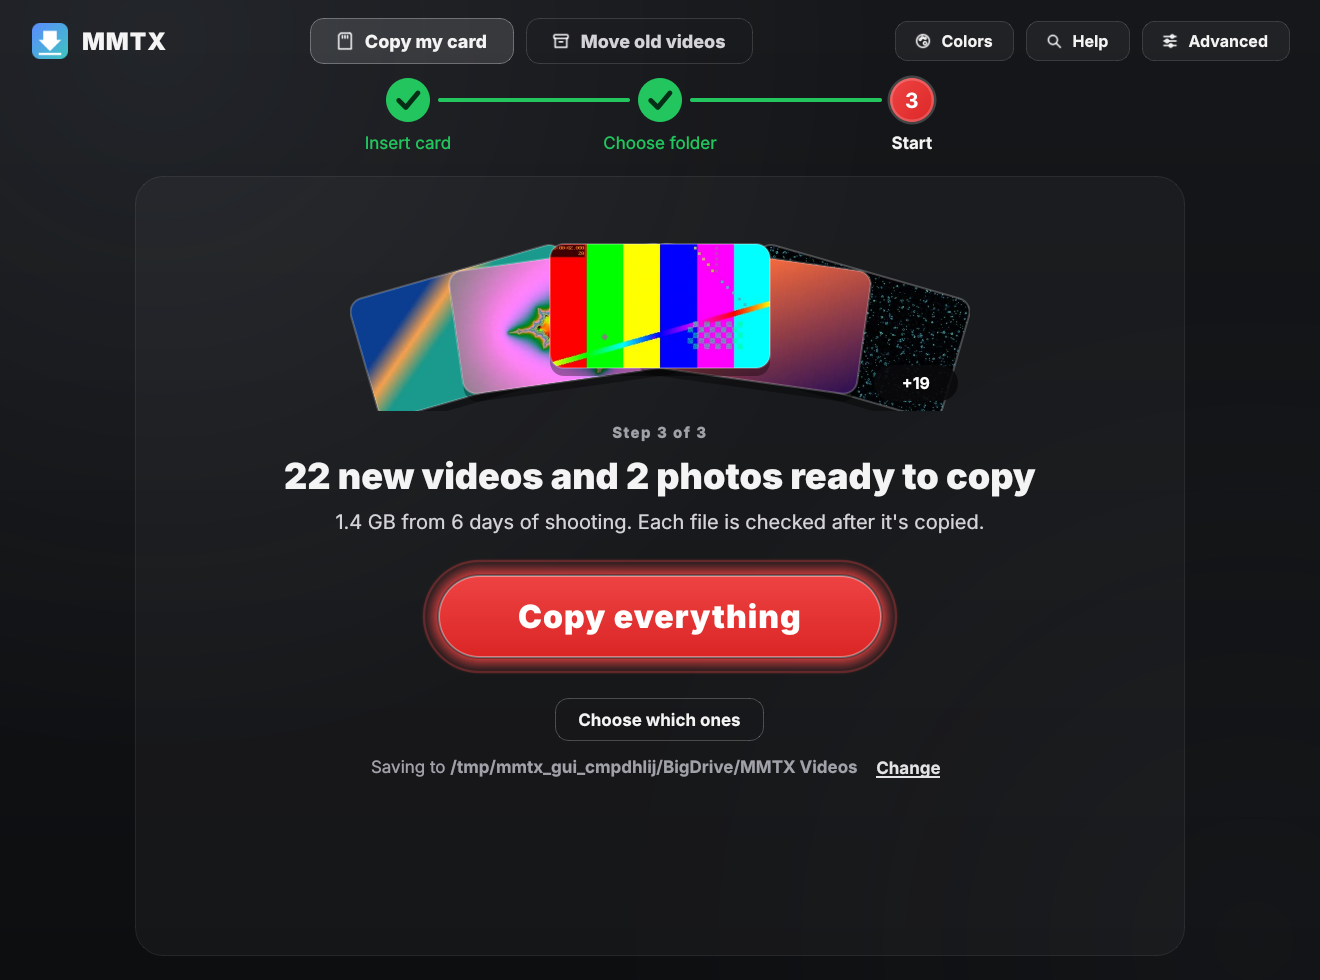 MMTX
Copy my card
Move old videos
Colors
Help
Advanced
3
Insert card
Choose folder
Start
+19
Step 3 of 3
22 new videos and 2 photos ready to copy
1.4 GB from 6 days of shooting. Each file is checked after it's copied.
Copy everything
Choose which ones
Saving to /tmp/mmtx_gui_cmpdhlij/BigDrive/MMTX Videos Change